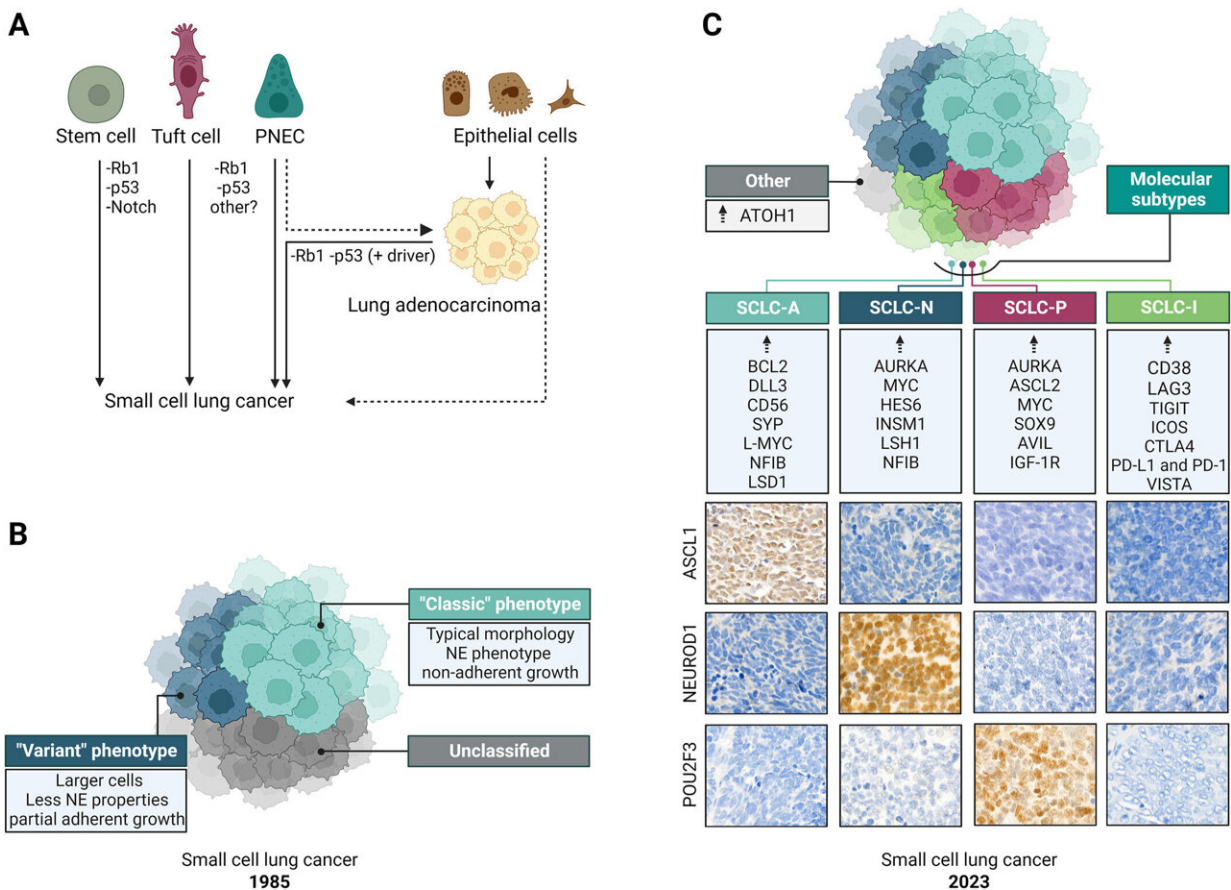 A
Stem cell
Tuft cell
PNEC
Epithelial cells
-Rb1
-p53
-Notch
-Rb1
-p53
other?
-Rb1 -p53 (+ driver)
Lung adenocarcinoma
Small cell lung cancer
B
"Classic" phenotype
Typical morphology
NE phenotype
non-adherent growth
"Variant" phenotype
Larger cells
Less NE properties
partial adherent growth
Unclassified
Small cell lung cancer
1985
C
Other
ATOH1
Molecular
subtypes
SCLC-A
BCL2
DLL3
CD56
SYP
L-MYC
NFIB
LSD1
SCLC-N
AURKA
MYC
HES6
INSM1
LSH1
NFIB
SCLC-P
AURKA
ASCL2
MYC
SOX9
AVIL
IGF-1R
SCLC-I
CD38
LAG3
TIGIT
ICOS
CTLA4
PD-L1 and PD-1
VISTA
ASCL1
NEUROD1
POU2F3
Small cell lung cancer
2023